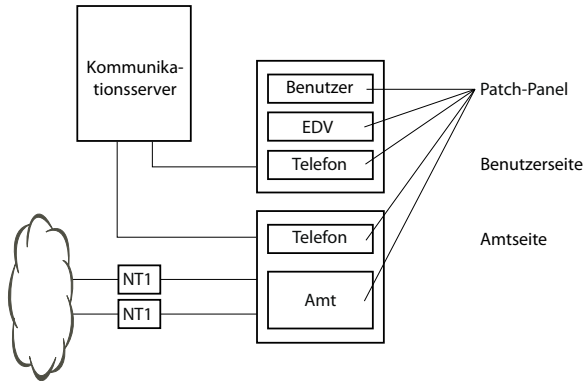 Kommunika-
tionsserver
Benutzer
EDV
Telefon
Patch-Panel
Benutzerseite
Telefon
Amtseite
NT1
NT1
Amt